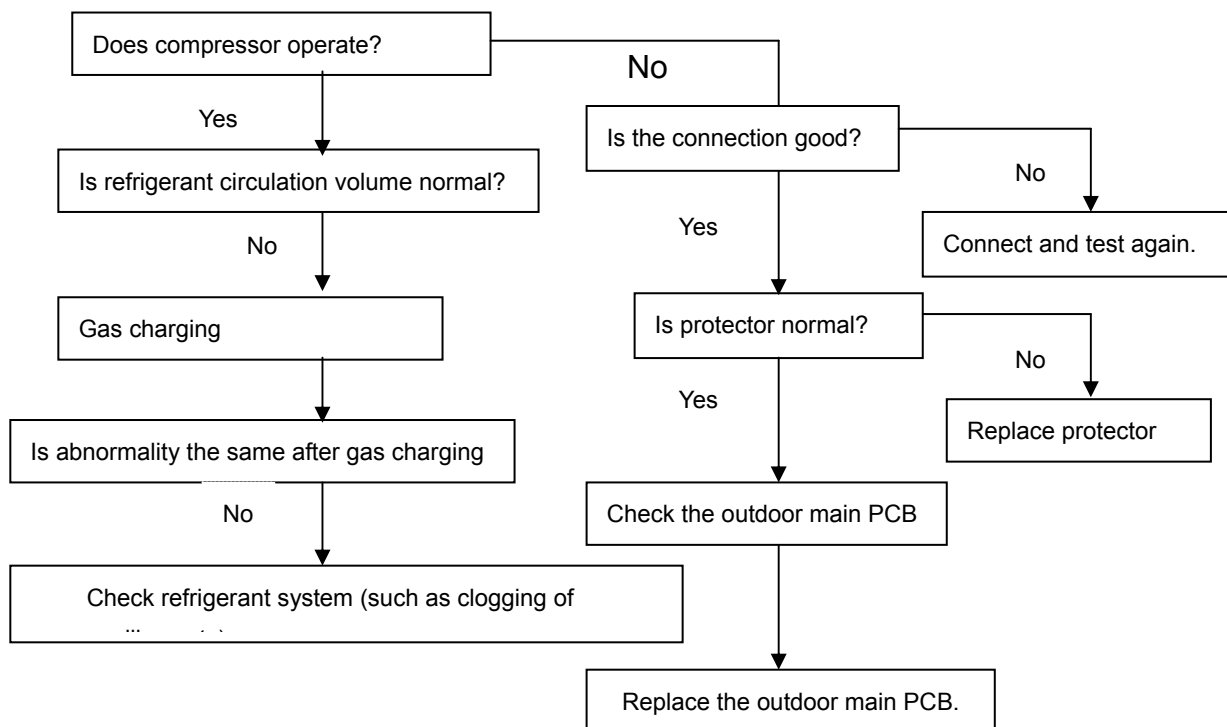 Does compressor operate?
No
Yes
Is the connection good?
Is refrigerant circulation volume normal?
No
No
Yes
Connect and test again.
Gas charging
Is protector normal?
No
Yes
Is abnormality the same after gas charging
Replace protector
No
Check the outdoor main PCB
Check refrigerant system (such as clogging of
Replace the outdoor main PCB.